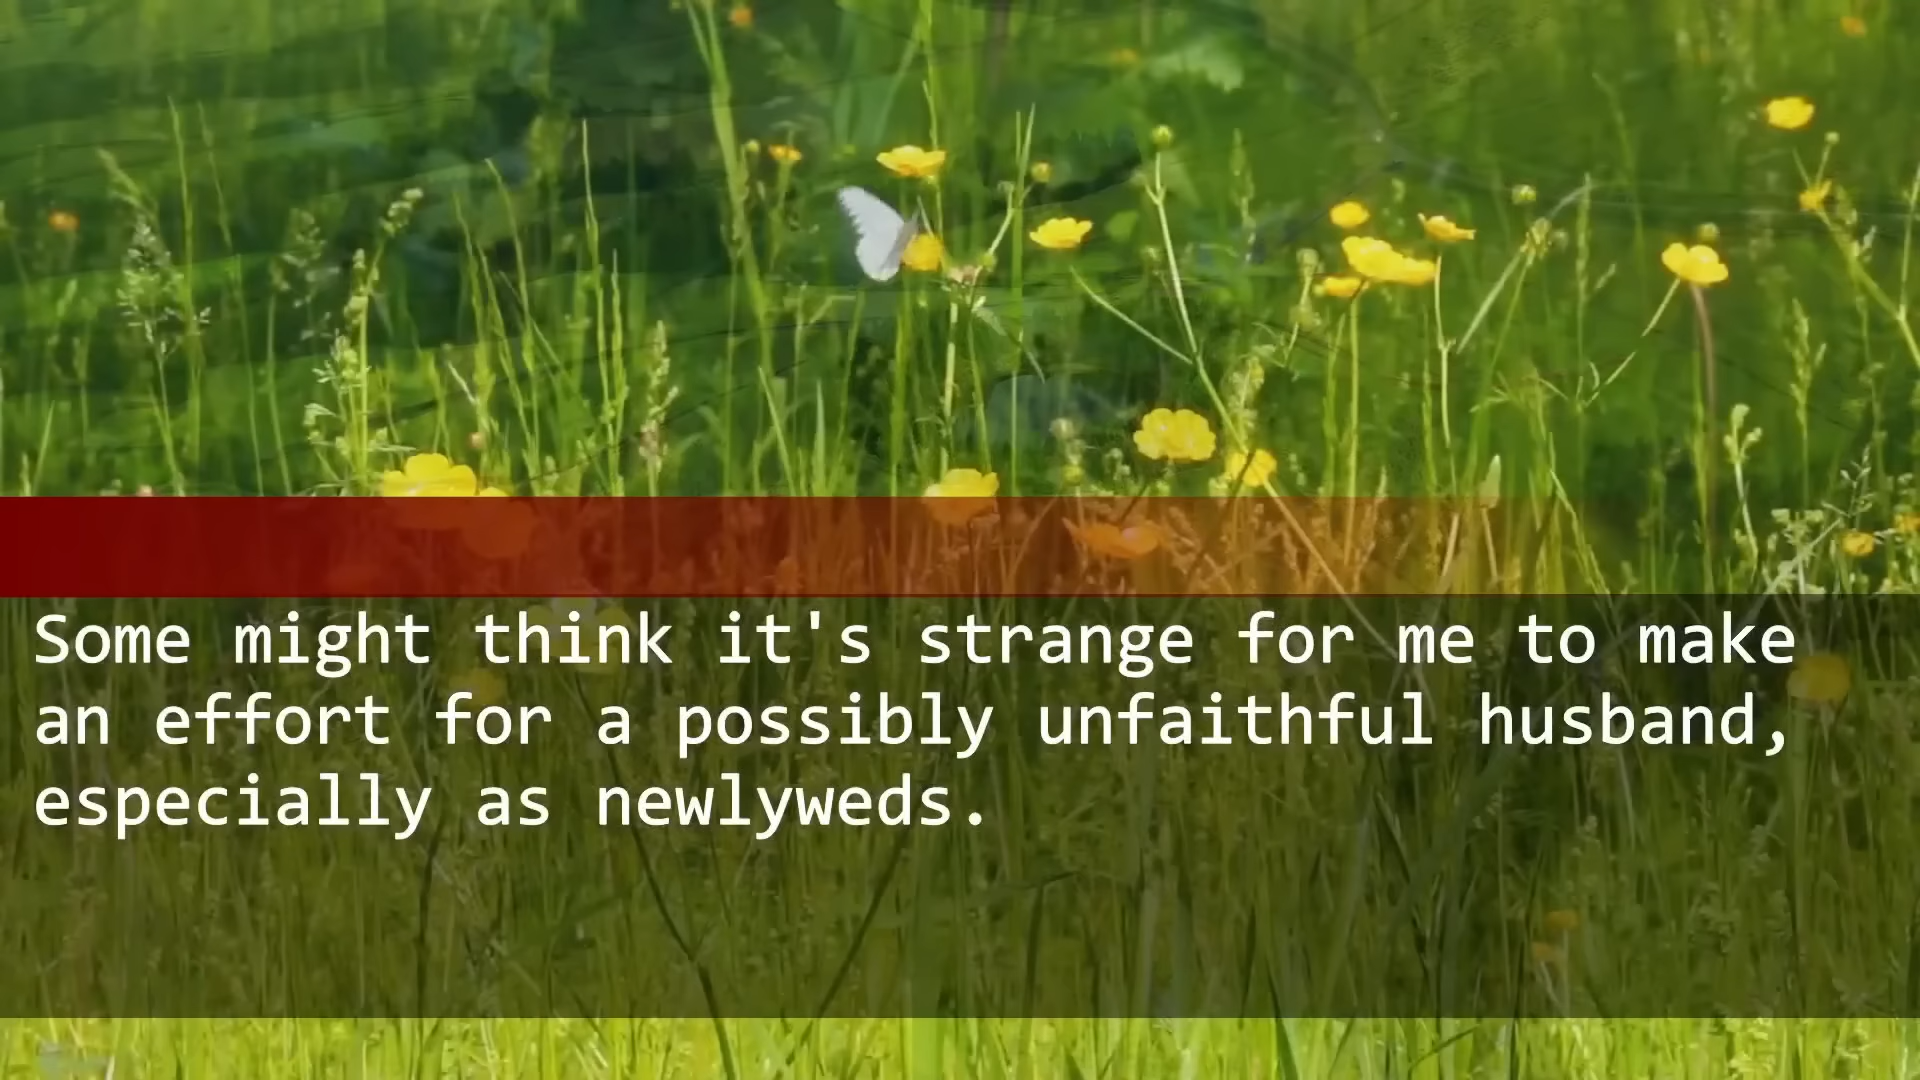 Some might think it's strange for me to make
an effort for a possibly unfaithful husband,
especially as newlyweds.